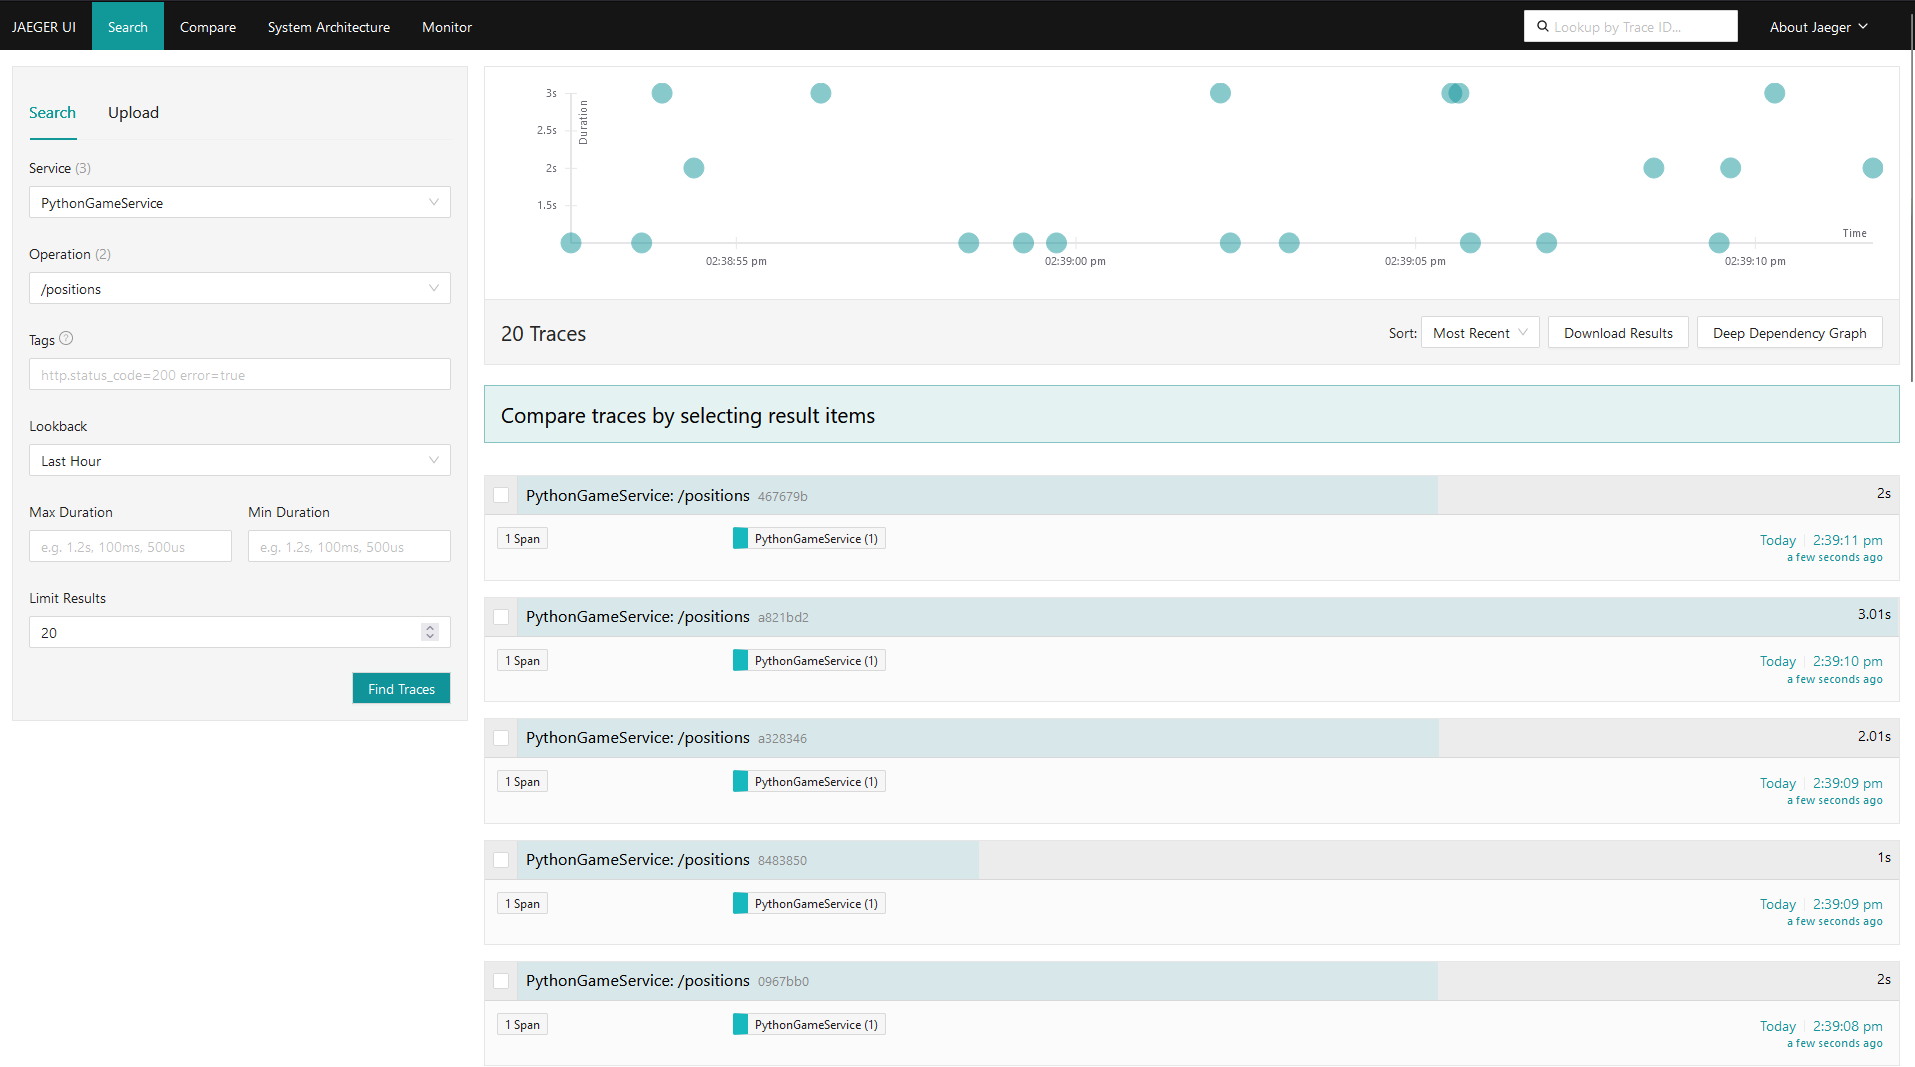 JAEGER UI Search Compare System Architecture Monitor Lookup by Trace ID... About Jaeger
Search Upload
Service (3)
PythonGameService
Operation (2)
/positions
Tags ?
http.status_code=200 error=true
Lookback
Last Hour
Max Duration Min Duration
e.g. 1.2s, 100ms, 500us e.g. 1.2s, 100ms, 500us
Limit Results
20
Find Traces
3s
2.5s
2s
1.5s
Duration
Time
02:38:55 pm 02:39:00 pm 02:39:05 pm 02:39:10 pm
20 Traces Sort: Most Recent Download Results Deep Dependency Graph
Compare traces by selecting result items
PythonGameService: /positions 467679b 2s
1 Span PythonGameService (1) Today 2:39:11 pm
a few seconds ago
PythonGameService: /positions a821bd2 3.01s
1 Span PythonGameService (1) Today 2:39:10 pm
a few seconds ago
PythonGameService: /positions a328346 2.01s
1 Span PythonGameService (1) Today 2:39:09 pm
a few seconds ago
PythonGameService: /positions 8483850 1s
1 Span PythonGameService (1) Today 2:39:09 pm
a few seconds ago
PythonGameService: /positions 0967bb0 2s
1 Span PythonGameService (1) Today 2:39:08 pm
a few seconds ago